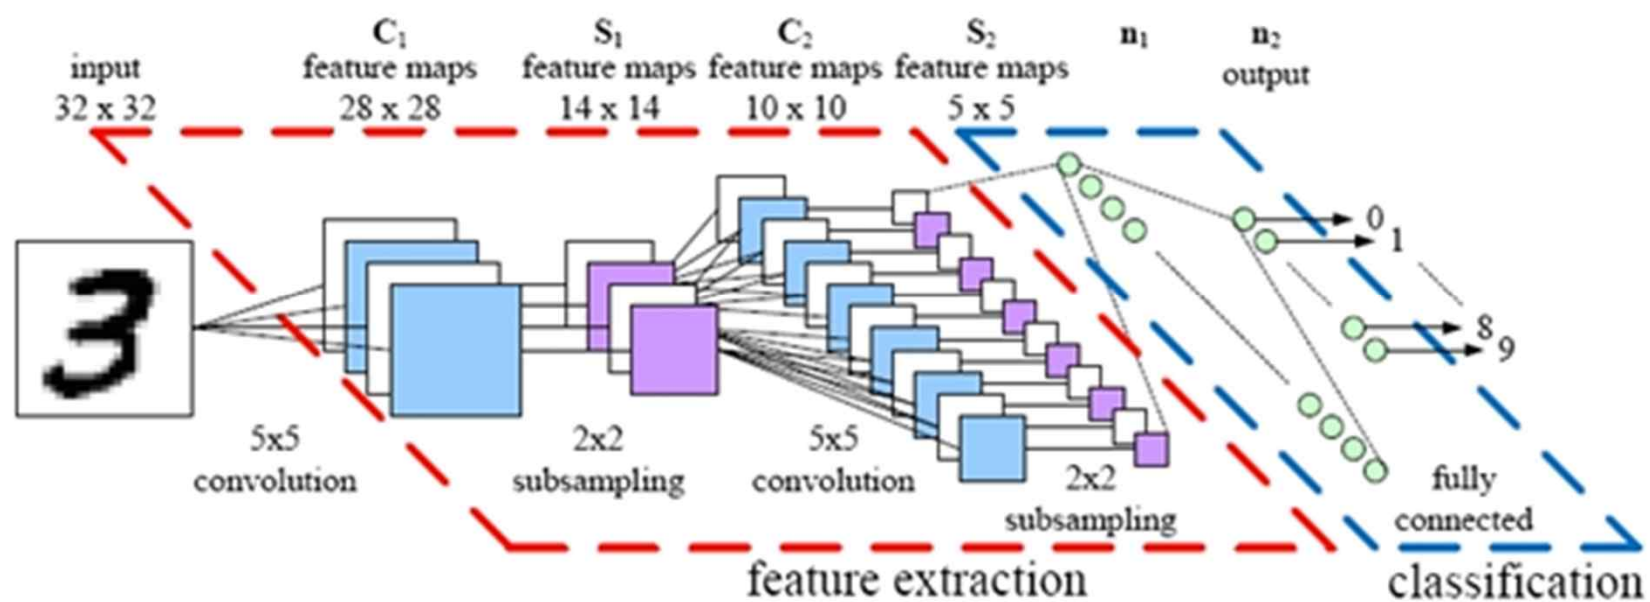 input
32 x 32
C₁
feature maps
28 x 28
S₁
feature maps
14 x 14
C₂
feature maps
10 x 10
S₂
feature maps
5 x 5
n₁
n₂
output
3
0
1
8
9
5x5
convolution
2x2
subsampling
5x5
convolution
2x2
subsampling
fully
connected
feature extraction
classification